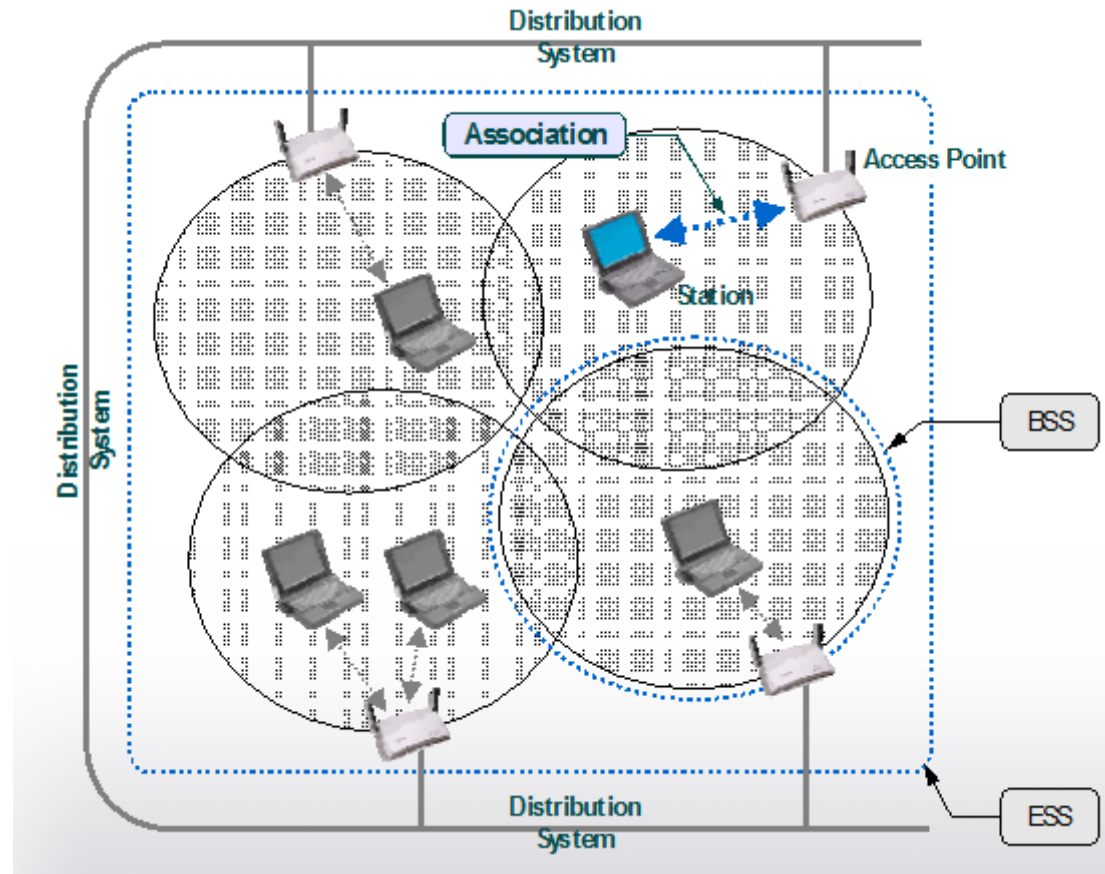 Distribution
System
Association
Access Point
Station
Distribution
System
BSS
ESS
Distribution
System